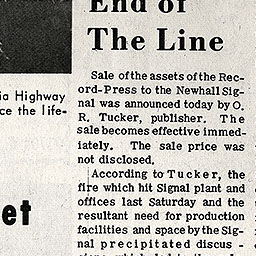 End of
The Line
Sale of the assets of the Rec-
ord-Press to the Newhall Sig-
nal was announced today by O.
R. Tucker, publisher. The
sale becomes effective immed-
iately. The sale price was
not disclosed.
According to Tucker, the
fire which hit Signal plant and
offices last Saturday and the
resultant need for production
facilities and space by the Sig-
nal precipitated discus -
ia Highway
ce the life-
et